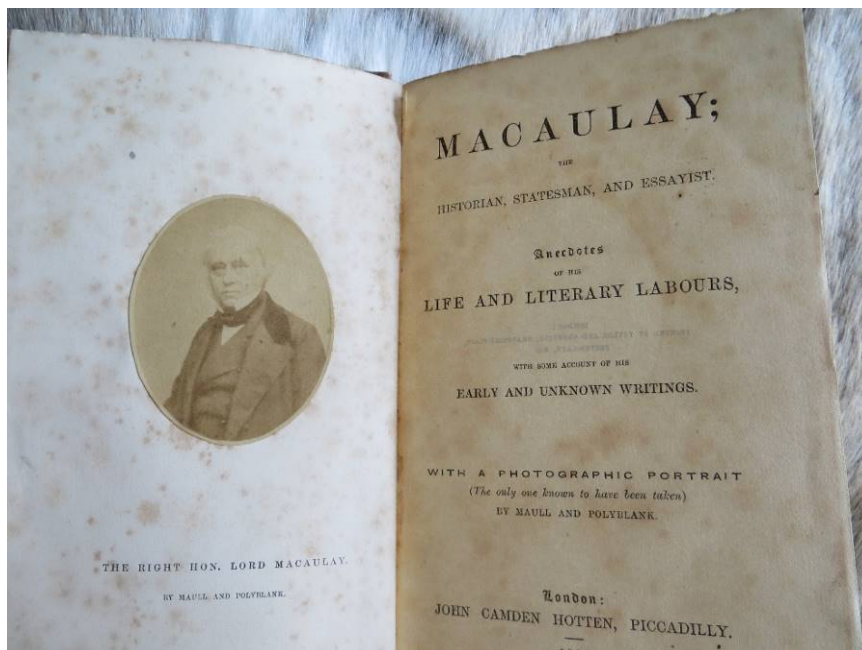 THE RIGHT HON. LORD MACAULAY.
BY MAULL AND POLYBLANK.
MACAULAY;
THE
HISTORIAN, STATESMAN, AND ESSAYIST.
Anecdotes
OF HIS
LIFE AND LITERARY LABOURS,
WITH SOME ACCOUNT OF HIS
EARLY AND UNKNOWN WRITINGS.
WITH A PHOTOGRAPHIC PORTRAIT
(The only one known to have been taken)
BY MAULL AND POLYBLANK.
London:
JOHN CAMDEN HOTTEN, PICCADILLY.